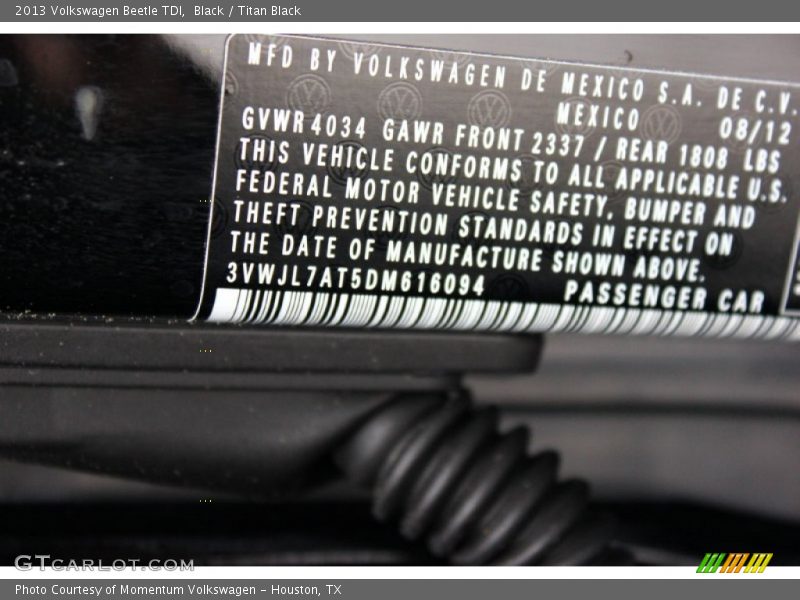 2013 Volkswagen Beetle TDI,  Black / Titan Black
MFD BY VOLKSWAGEN DE MEXICO S.A. DE C.V.
MEXICO 08/12
GVWR 4034 GAWR FRONT 2337 / REAR 1808 LBS
THIS VEHICLE CONFORMS TO ALL APPLICABLE U.S.
FEDERAL MOTOR VEHICLE SAFETY, BUMPER AND
THEFT PREVENTION STANDARDS IN EFFECT ON
THE DATE OF MANUFACTURE SHOWN ABOVE.
3VWJL7AT5DM616094 PASSENGER CAR
GTCARLOT.COM
Photo Courtesy of Momentum Volkswagen - Houston, TX